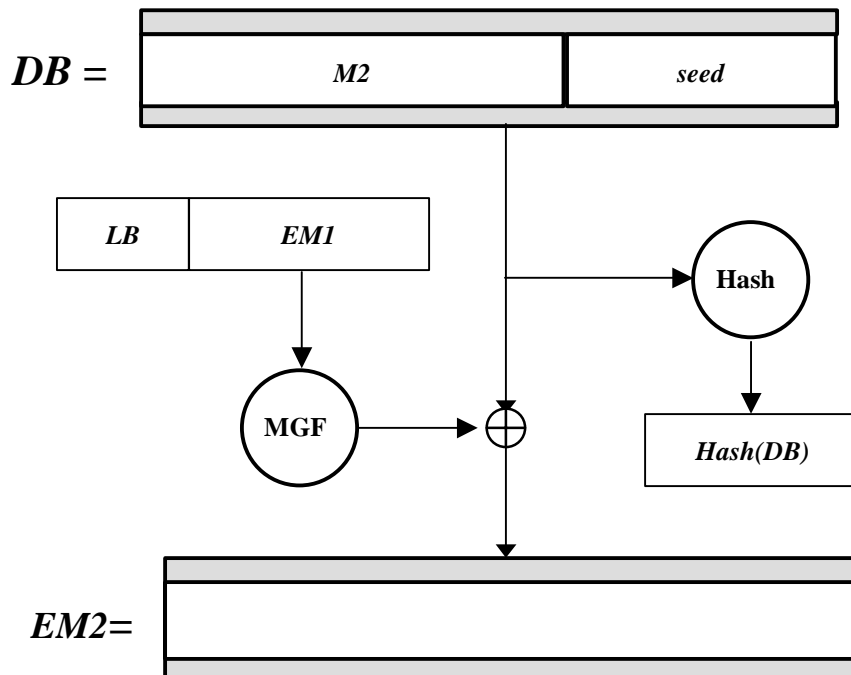 DB = M2 seed
LB EM1
Hash
MGF
Hash(DB)
EM2=